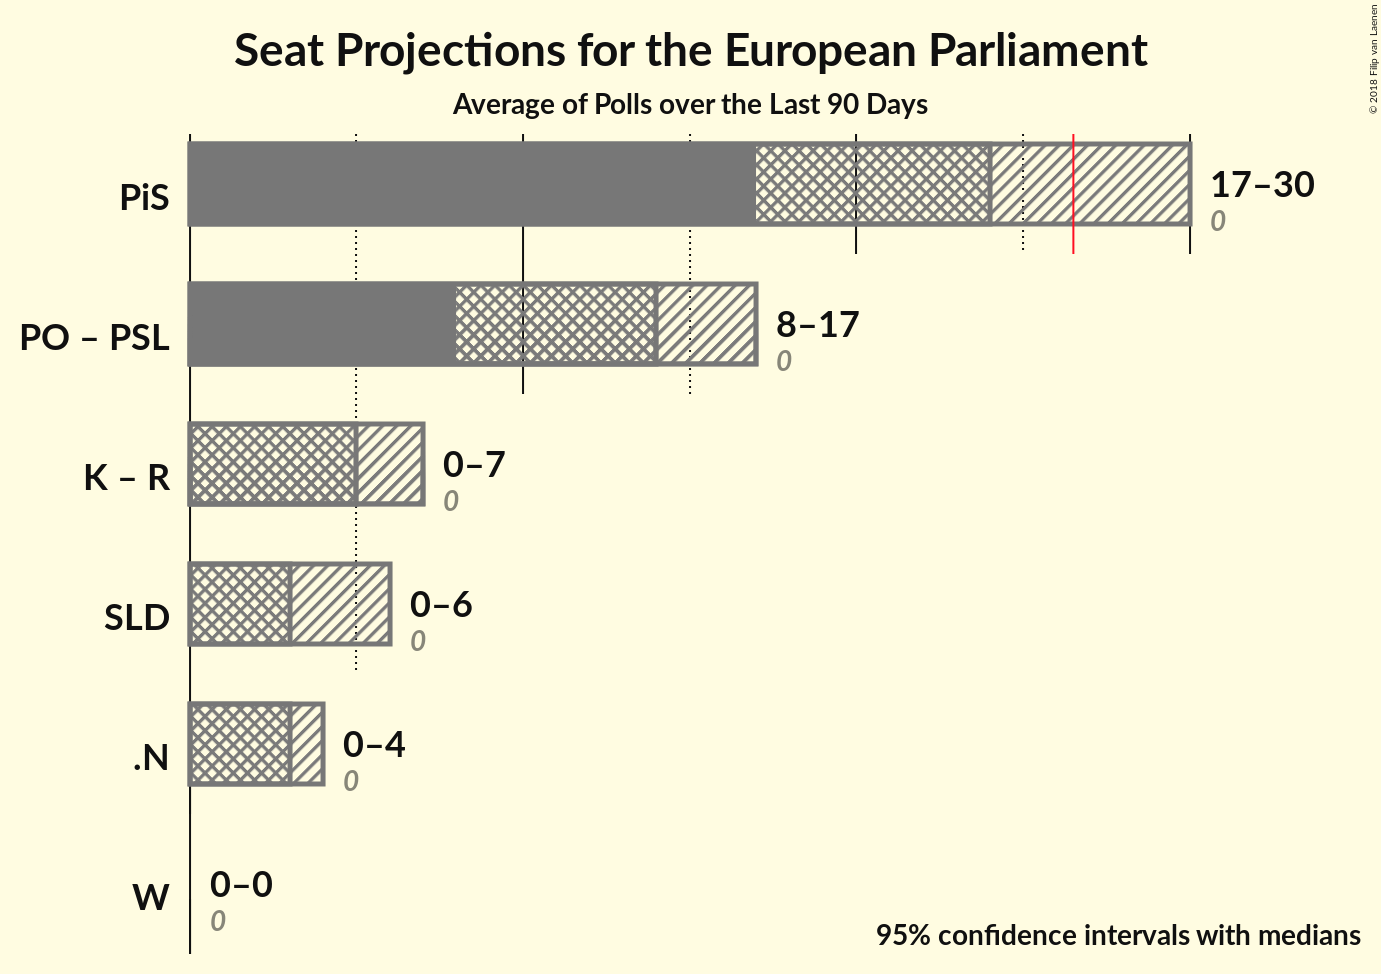 Seat Projections for the European Parliament
Average of Polls over the Last 90 Days
© 2018 Filip van Laenen
PiS
17–30
0
PO – PSL
8–17
0
K – R
0–7
0
SLD
0–6
0
.N
0–4
0
W
0–0
0
95% confidence intervals with medians